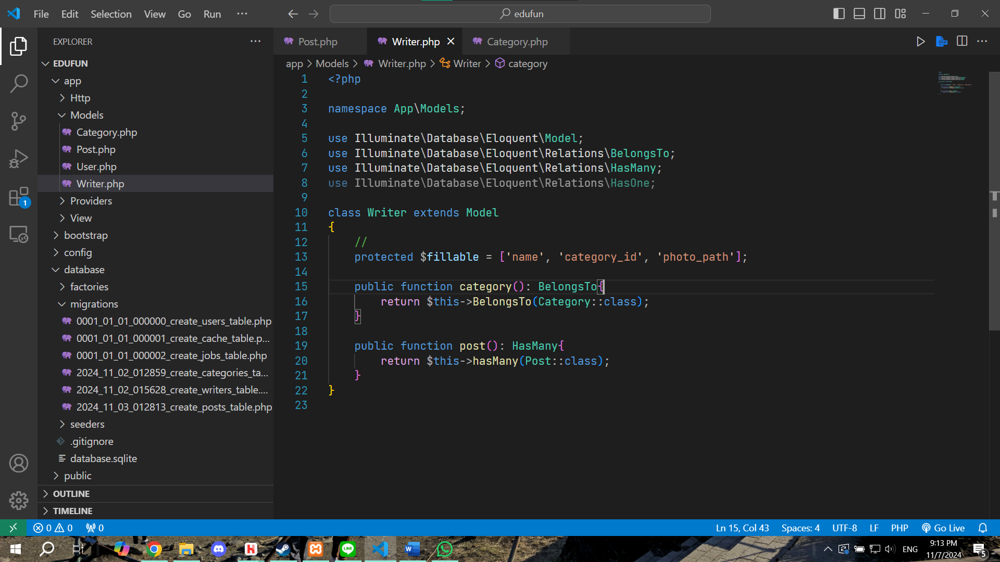 File Edit Selection View Go Run ··· edufun
EXPLORER ···
EDUFUN
app
Http
Models
Category.php
Post.php
User.php
Writer.php
Providers
View
bootstrap
config
database
factories
migrations
0001_01_01_000000_create_users_table.php
0001_01_01_000001_create_cache_table.p...
0001_01_01_000002_create_jobs_table.php
2024_11_02_012859_create_categories_ta...
2024_11_02_015628_create_writers_table....
2024_11_03_012813_create_posts_table.php
seeders
.gitignore
database.sqlite
public
OUTLINE
TIMELINE
1
Post.php Writer.php Category.php
app > Models > Writer.php > Writer > category
1 <?php
2
3 namespace App\Models;
4
5 use Illuminate\Database\Eloquent\Model;
6 use Illuminate\Database\Eloquent\Relations\BelongsTo;
7 use Illuminate\Database\Eloquent\Relations\HasMany;
8 use Illuminate\Database\Eloquent\Relations\HasOne;
9
10 class Writer extends Model
11 {
12 //
13 protected $fillable = ['name', 'category_id', 'photo_path'];
14
15 public function category(): BelongsTo{
16 return $this->BelongsTo(Category::class);
17 }
18
19 public function post(): HasMany{
20 return $this->hasMany(Post::class);
21 }
22 }
23
0 0 0 Ln 15, Col 43 Spaces: 4 UTF-8 LF PHP Go Live
ENG 9:13 PM
11/7/2024 5